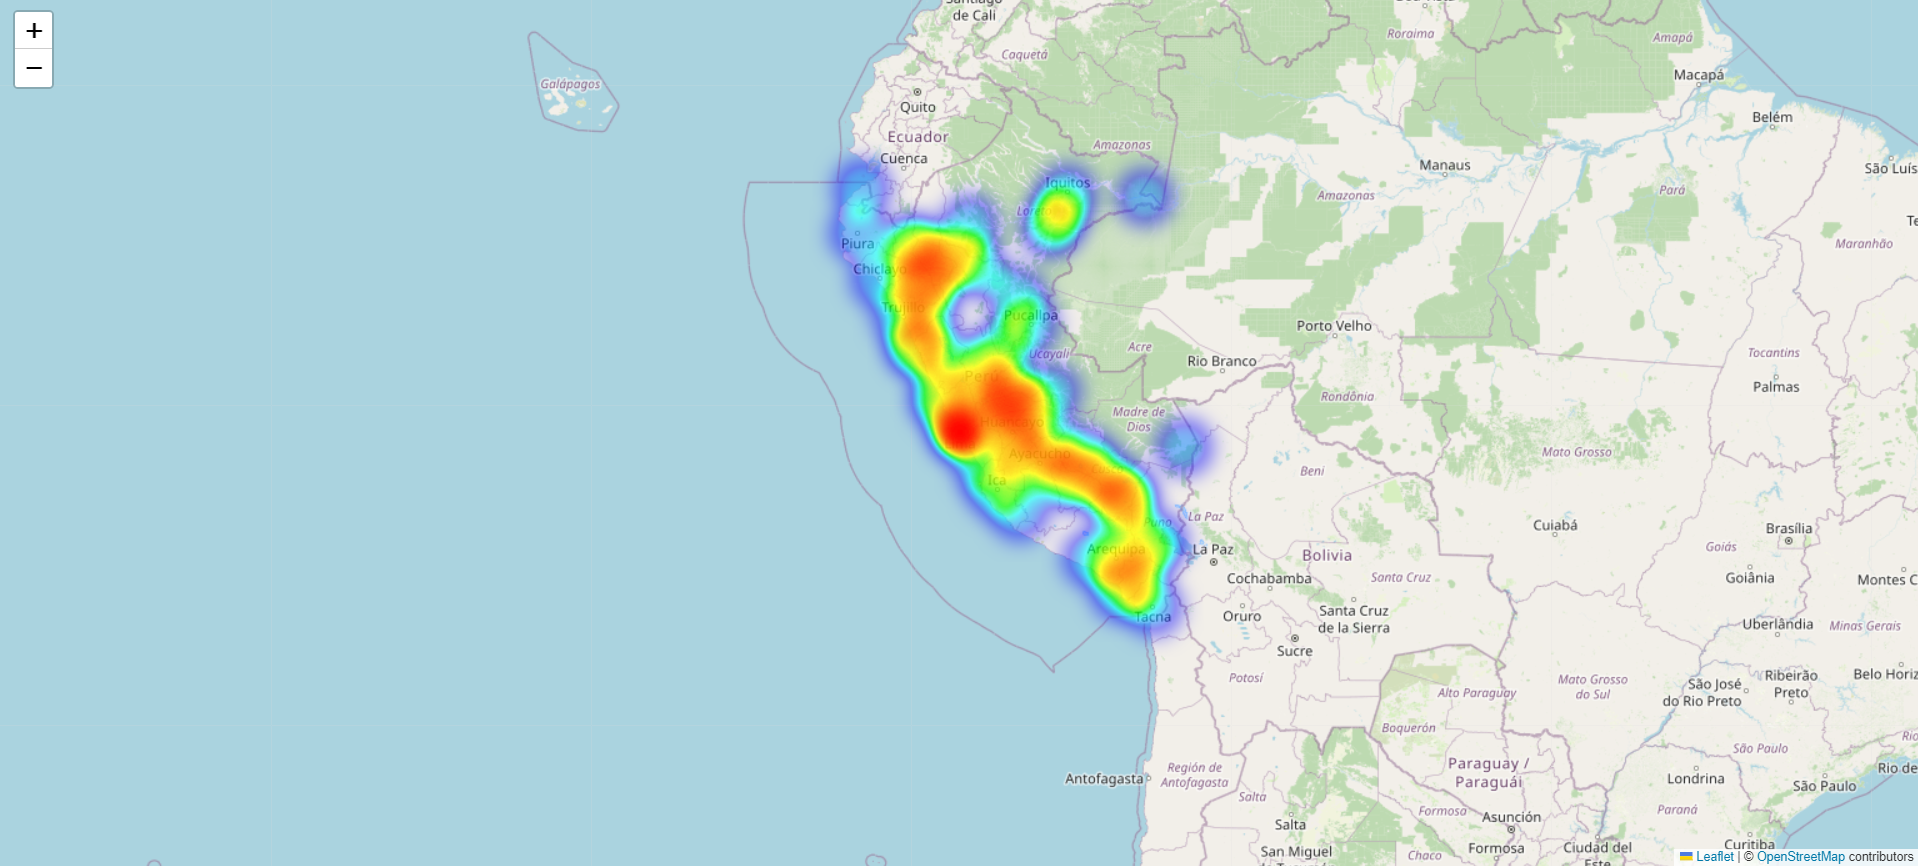 +
−
Santiago
de Cali
Caquetá
Roraima
Amapá
Macapá
Galápagos
Quito
Ecuador
Cuenca
Belém
Amazonas
Manaus
São Luís
Iquitos
Loreto
Amazonas
Pará
Piura
Maranhão
Chiclayo
Trujillo
Pucallpa
Porto Velho
Ucayali
Acre
Rio Branco
Tocantins
Palmas
Perú
Rondônia
Huancayo
Madre de
Dios
Ayacucho
Cusco
Mato Grosso
Beni
Ica
Puno
La Paz
Cuiabá
Brasília
Arequipa
La Paz
Bolivia
Goiás
Cochabamba
Santa Cruz
Goiânia
Montes C
Tacna
Oruro
Santa Cruz
de la Sierra
Uberlândia
Minas Gerais
Sucre
Potosí
Mato Grosso
do Sul
São José
do Rio Preto
Ribeirão
Preto
Belo Horiz
Alto Paraguay
Boquerón
São Paulo
Antofagasta
Región de
Antofagasta
Paraguay /
Paraguái
Londrina
Rio de
São Paulo
Salta
Formosa
Asunción
Paraná
Salta
San Miguel
Chaco
Formosa
Ciudad del
Este
Curitiba
Leaflet | © OpenStreetMap contributors